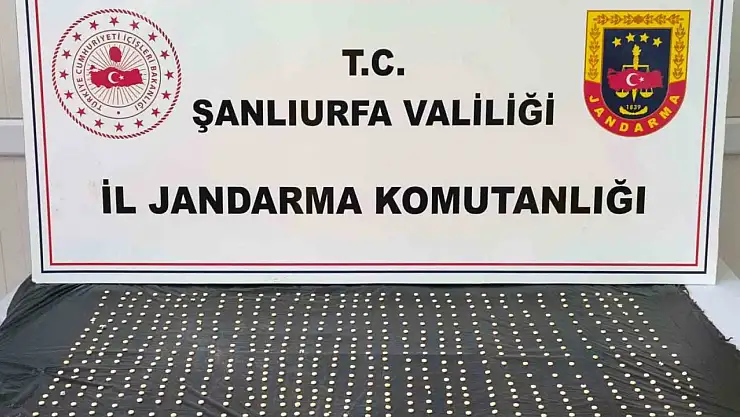 TÜRKİYE CUMHURİYETİ İÇİŞLERİ BAKANLIĞI
T.C.
ŞANLIURFA VALİLİĞİ
İL JANDARMA KOMUTANLIĞI
1839
JANDARMA